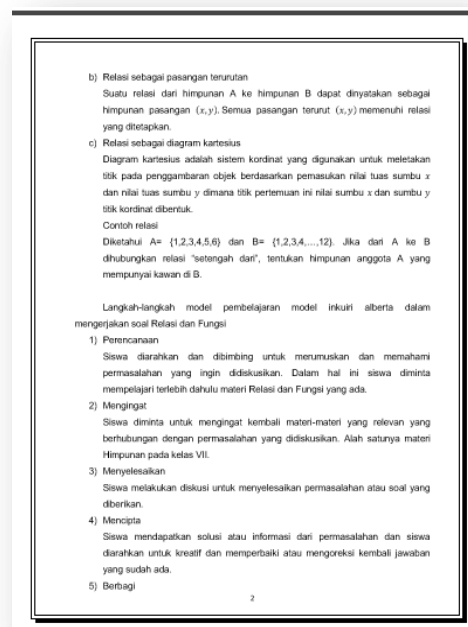 b) Relasi sebagai pasangan terurutan
Suatu relasi dari himpunan A ke himpunan B dapat dinyatakan sebagai
himpunan pasangan (x,y). Semua pasangan terurut (x,y) memenuhi relasi
yang ditetapkan.
c) Relasi sebagai diagram kartesius
Diagram kartesius adalah sistem kordinat yang digunakan untuk meletakan
titik pada penggambaran objek berdasarkan pemasukan nilai tuas sumbu x
dan nilai tuas sumbu y dimana titik pertemuan ini nilai sumbu x dan sumbu y
titik kordinat dibentuk.
Contoh relasi
Diketahui A= {1,2,3,4,5,6} dan B= {1,2,3,4,...,12}. Jika dari A ke B
dihubungkan relasi "setengah dari", tentukan himpunan anggota A yang
mempunyai kawan di B.
Langkah-langkah model pembelajaran model inkuiri alberta dalam
mengerjakan soal Relasi dan Fungsi
1) Perencanaan
Siswa diarahkan dan dibimbing untuk merumuskan dan memahami
permasalahan yang ingin didiskusikan. Dalam hal ini siswa diminta
mempelajari terlebih dahulu materi Relasi dan Fungsi yang ada.
2) Mengingat
Siswa diminta untuk mengingat kembali materi-materi yang relevan yang
berhubungan dengan permasalahan yang didiskusikan. Alah satunya materi
Himpunan pada kelas VII.
3) Menyelesaikan
Siswa melakukan diskusi untuk menyelesaikan permasalahan atau soal yang
diberikan.
4) Mencipta
Siswa mendapatkan solusi atau informasi dari permasalahan dan siswa
diarahkan untuk kreatif dan memperbaiki atau mengoreksi kembali jawaban
yang sudah ada.
5) Berbagi
2